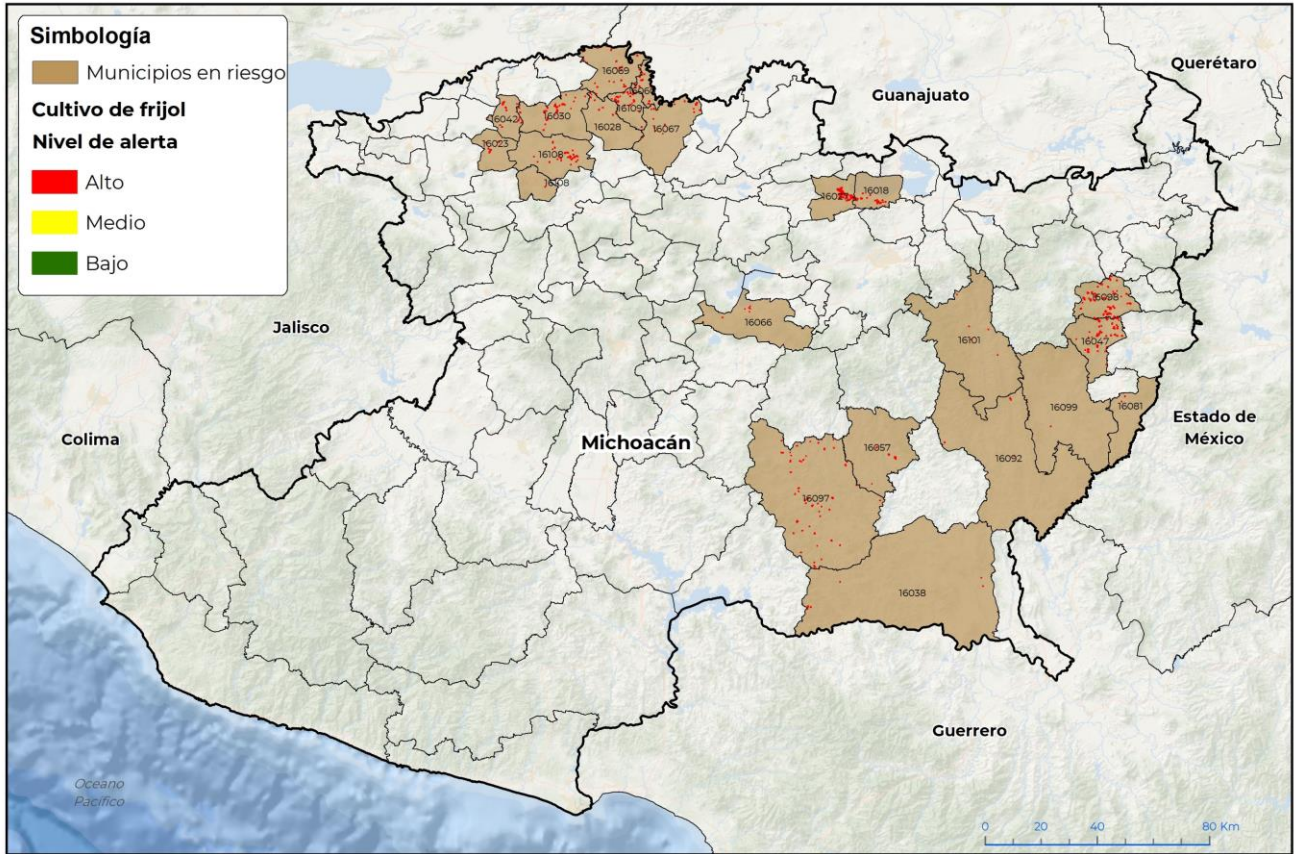 Simbología
Municipios en riesgo
Cultivo de frijol
Nivel de alerta
Alto
Medio
Bajo
Querétaro
Guanajuato
Jalisco
Colima
Michoacán
Estado de
México
Guerrero
Oceano
Pacífico
16069
16109
16042
16030
16028
16067
16023
16108
16108
16018
16066
16098
16047
16101
16099
16081
16057
16092
16097
16038
0 20 40 80 Km